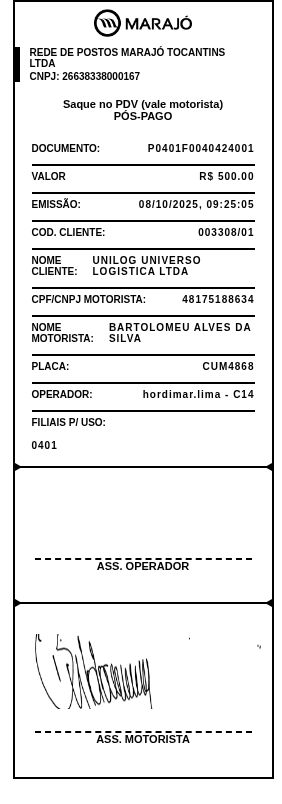 MARAJÓ
REDE DE POSTOS MARAJÓ TOCANTINS
LTDA
CNPJ: 26638338000167
Saque no PDV (vale motorista)
PÓS-PAGO
DOCUMENTO: P0401F0040424001
VALOR R$ 500.00
EMISSÃO: 08/10/2025, 09:25:05
COD. CLIENTE: 003308/01
NOME CLIENTE: UNILOG UNIVERSO LOGISTICA LTDA
CPF/CNPJ MOTORISTA: 48175188634
NOME MOTORISTA: BARTOLOMEU ALVES DA SILVA
PLACA: CUM4868
OPERADOR: hordimar.lima - C14
FILIAIS P/ USO:
0401
ASS. OPERADOR
ASS. MOTORISTA